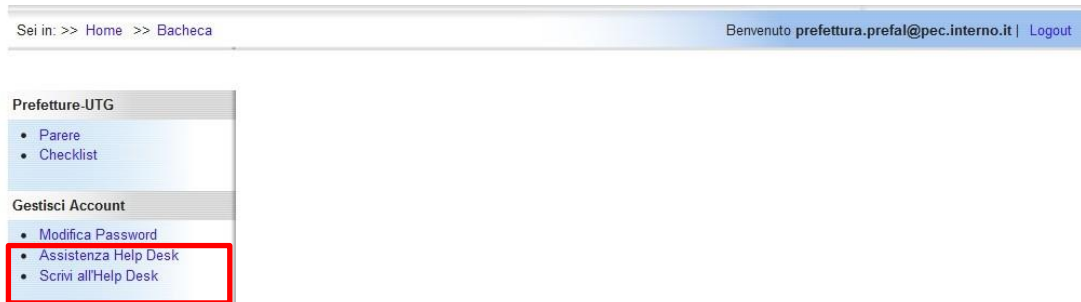 Sei in: >> Home >> Bacheca
Benvenuto prefettura.prefal@pec.interno.it | Logout
Prefetture-UTG
Parere
Checklist
Gestisci Account
Modifica Password
Assistenza Help Desk
Scrivi all'Help Desk